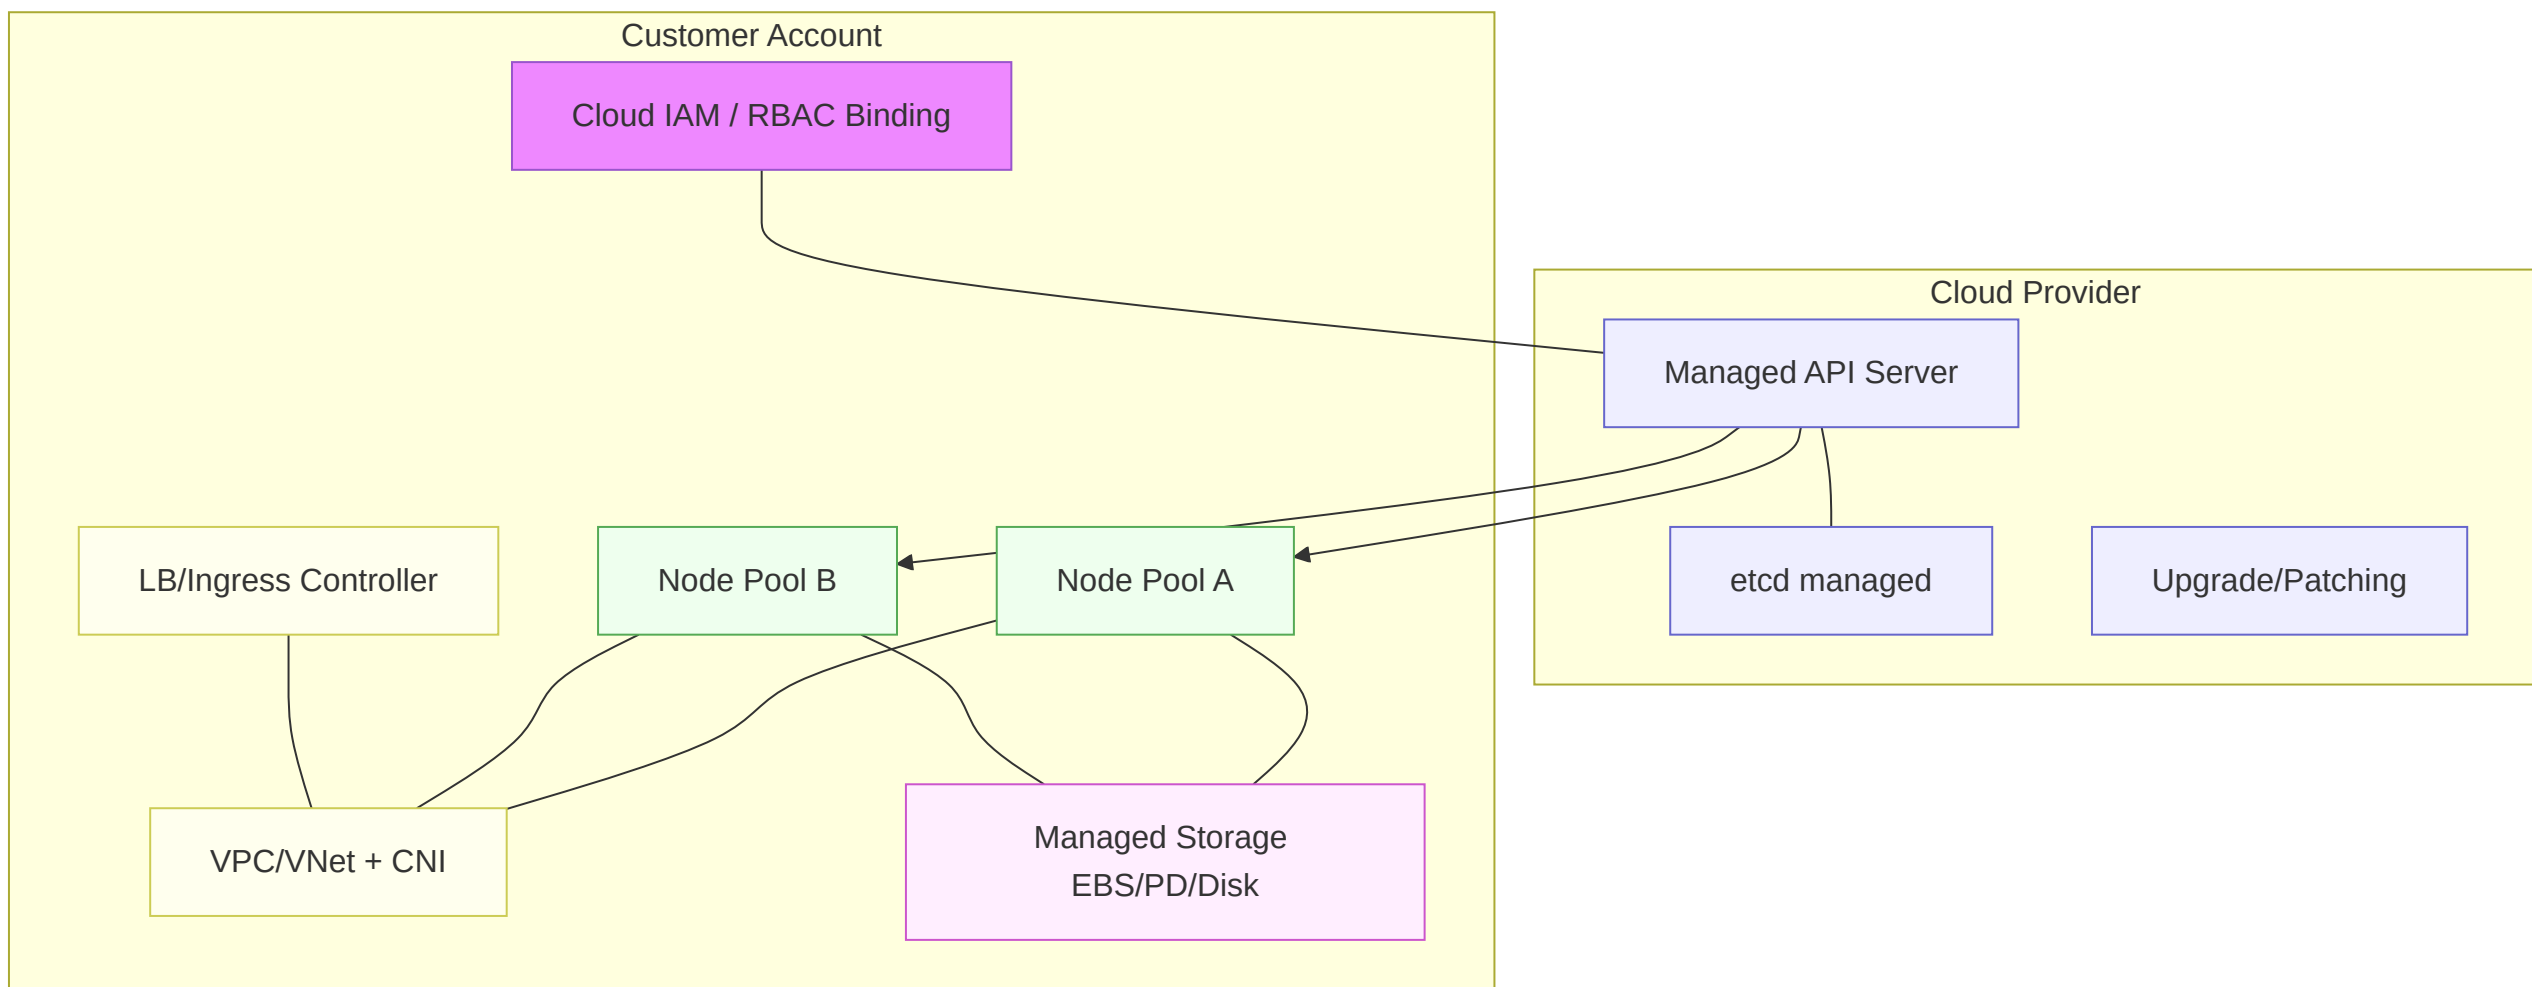 Customer Account
Cloud IAM / RBAC Binding
Cloud Provider
Managed API Server
LB/Ingress Controller
Node Pool B
Node Pool A
etcd managed
Upgrade/Patching
VPC/VNet + CNI
Managed Storage
EBS/PD/Disk